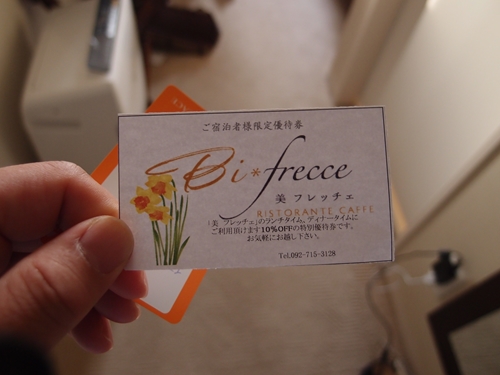 ご宿泊者様限定優待券
Bi*frecce
美 フレッチェ
RISTORANTE CAFFE
「美 フレッチェ」のランチタイム、ディナータイムに
ご利用頂けます10%OFFの特別優待券です。
お気軽にお越し下さい。
Tel.092-715-3128